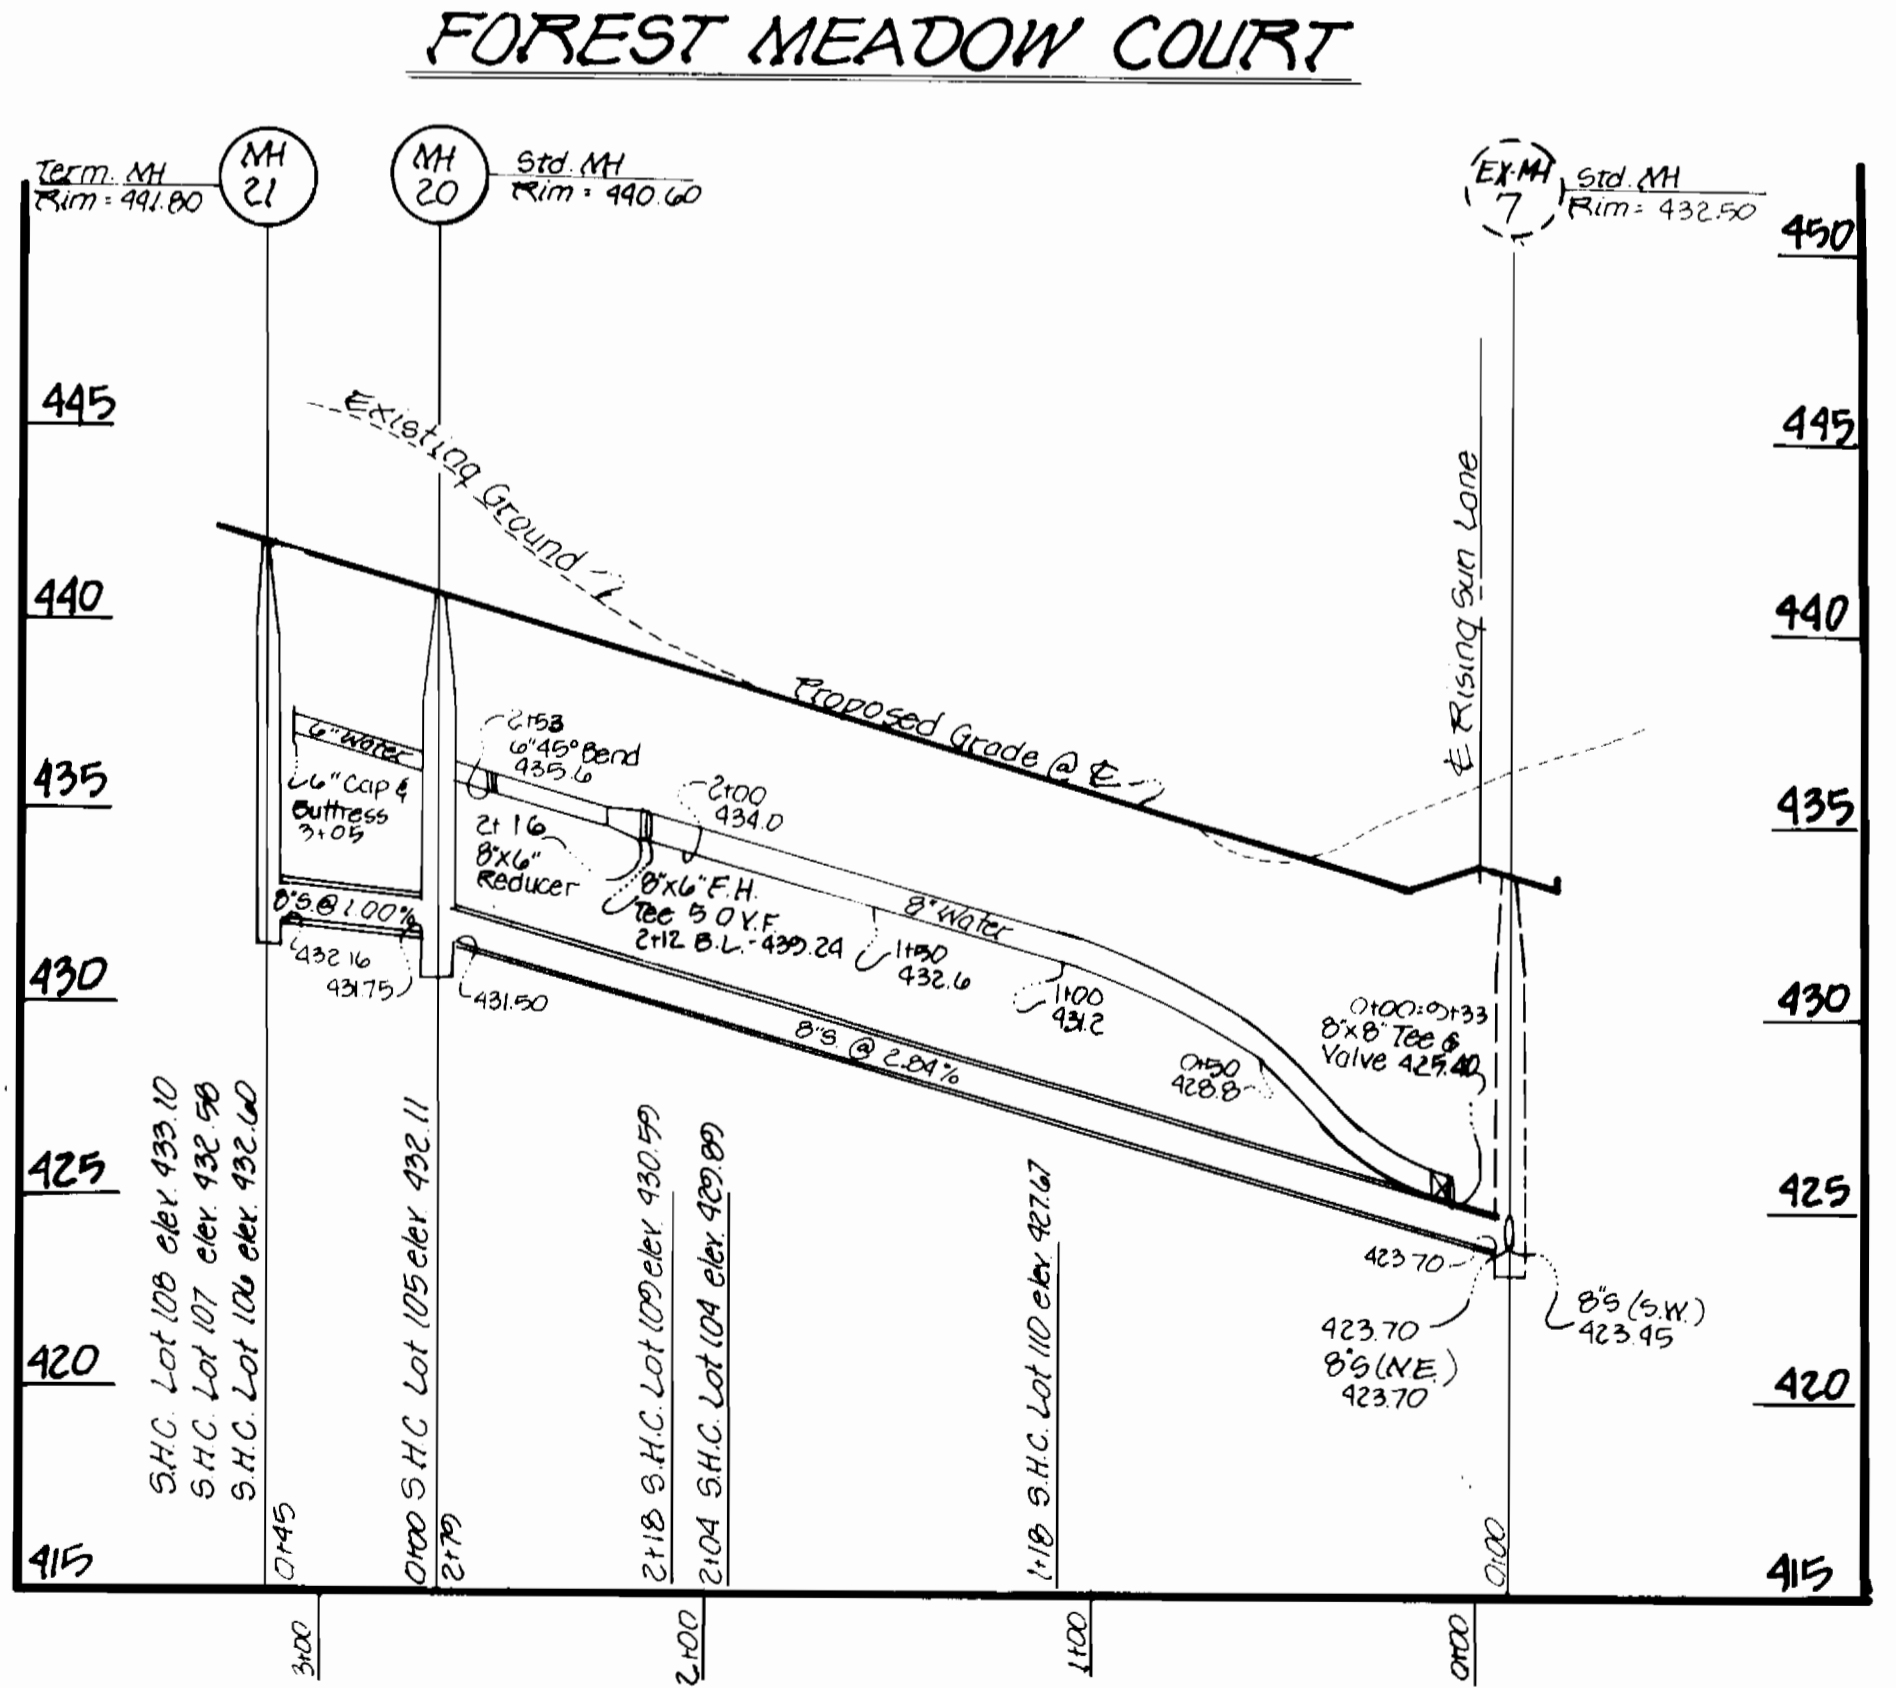 FOREST MEADOW COURT
Term. MH
Rim = 441.80
MH
21
MH
20
Std. MH
Rim = 440.60
EX. MH
7
Std. MH
Rim = 432.50
450
445
445
440
440
435
435
430
430
425
425
420
420
415
415
Existing Ground
Proposed Grade @ ℄
℄ Rising Sun Lane
6" Water
6" Cap &
Buttress
3+05
2+53
6" 45° Bend
435.6
2+16
8"x6"
Reducer
8"x6" F.H.
Tee 5 O.Y.F.
2+12 B.L.-439.24
2+00
434.0
8" Water
1+50
432.6
1+00
431.2
0+50
428.8
0+00=9+33
8"x8" Tee &
Valve 425.40
8"S. @ 1.00%
432.16
431.75
431.50
8"S. @ 2.84%
423.70
423.70
8"S (N.E.)
423.70
8"S (S.W.)
423.45
S.H.C. Lot 108 elev. 433.10
S.H.C. Lot 107 elev. 432.58
S.H.C. Lot 106 elev. 432.60
0+45
0+00 S.H.C Lot 105 elev. 432.11
2+79
2+18 S.H.C. Lot 109 elev. 430.59
2+04 S.H.C. Lot 104 elev. 429.89
1+18 S.H.C. Lot 110 elev. 427.67
0+00
3+00
2+00
1+00
0+00